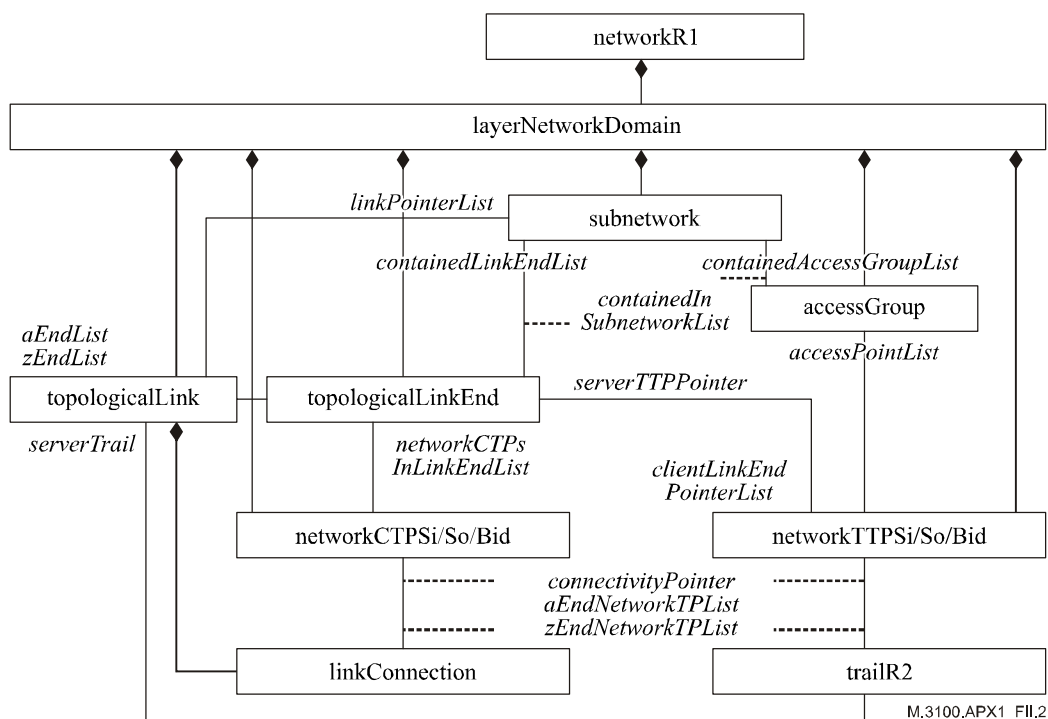 networkR1
layerNetworkDomain
linkPointerList
subnetwork
containedLinkEndList
containedAccessGroupList
containedIn
SubnetworkList
accessGroup
aEndList
zEndList
accessPointList
topologicalLink
topologicalLinkEnd
serverTTPPointer
serverTrail
networkCTPs
InLinkEndList
clientLinkEnd
PointerList
networkCTPSi/So/Bid
networkTTPSi/So/Bid
connectivityPointer
aEndNetworkTPList
zEndNetworkTPList
linkConnection
trailR2
M.3100.APX1_FII.2